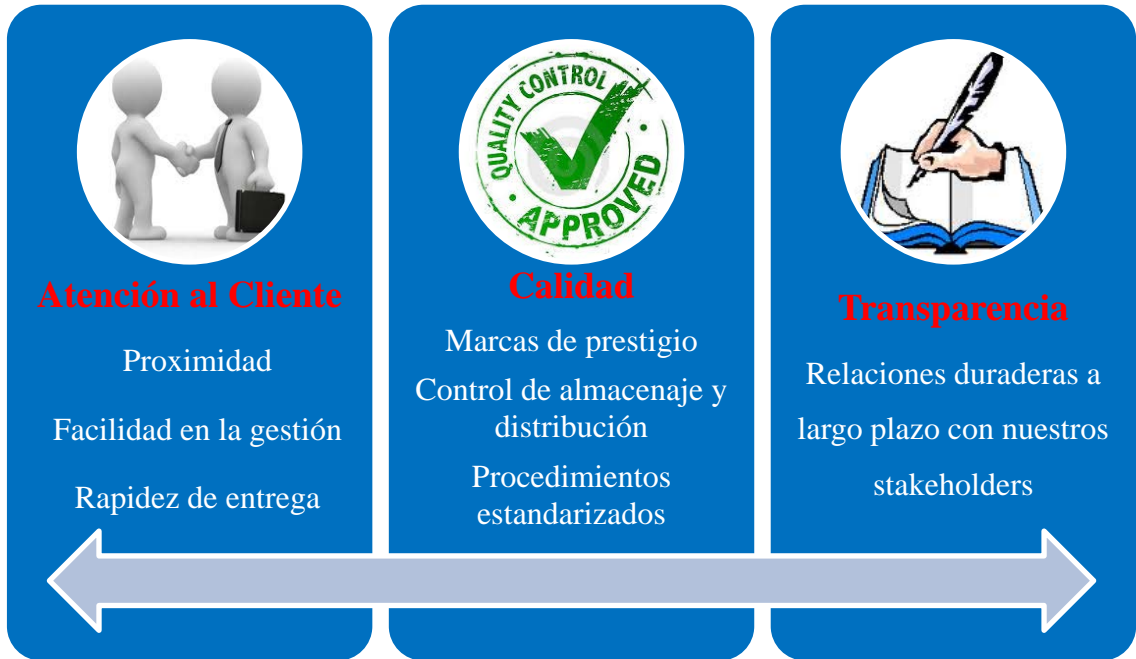 QUALITY CONTROL
APPROVED
Atención al Cliente
Proximidad
Facilidad en la gestión
Rapidez de entrega
Calidad
Marcas de prestigio
Control de almacenaje y
distribución
Procedimientos
estandarizados
Transparencia
Relaciones duraderas a
largo plazo con nuestros
stakeholders